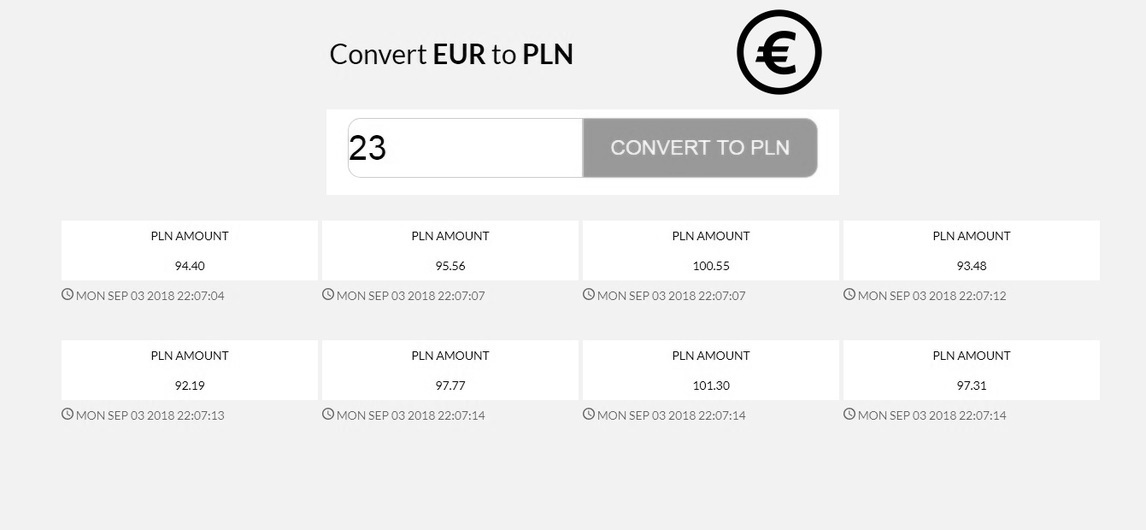 Convert EUR to PLN
€
23
CONVERT TO PLN
PLN AMOUNT
94.40
MON SEP 03 2018 22:07:04
PLN AMOUNT
95.56
MON SEP 03 2018 22:07:07
PLN AMOUNT
100.55
MON SEP 03 2018 22:07:07
PLN AMOUNT
93.48
MON SEP 03 2018 22:07:12
PLN AMOUNT
92.19
MON SEP 03 2018 22:07:13
PLN AMOUNT
97.77
MON SEP 03 2018 22:07:14
PLN AMOUNT
101.30
MON SEP 03 2018 22:07:14
PLN AMOUNT
97.31
MON SEP 03 2018 22:07:14